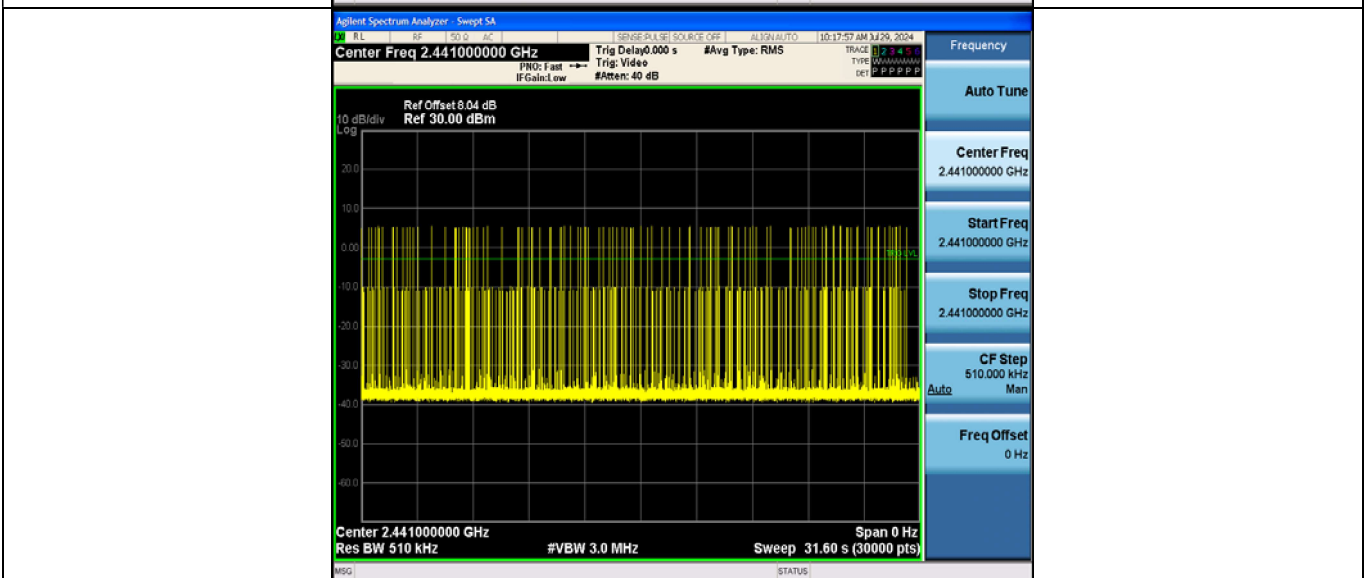 Agilent Spectrum Analyzer - Swept SA
LXI RL RF 50 Ω AC SENSE:PULSE SOURCE OFF ALIGNAUTO 10:17:57 AM Jul 29, 2024
Center Freq 2.441000000 GHz
PNO: Fast
IFGain:Low
Trig Delay0.000 s
Trig: Video
#Atten: 40 dB
#Avg Type: RMS
TRACE 1 2 3 4 5 6
TYPE WWWWWW
DET P P P P P P
Ref Offset 8.04 dB
10 dB/div Ref 30.00 dBm
Log
20.0
10.0
0.00
TRIG LVL
-10.0
-20.0
-30.0
-40.0
-50.0
-60.0
Center 2.441000000 GHz Span 0 Hz
Res BW 510 kHz #VBW 3.0 MHz Sweep 31.60 s (30000 pts)
MSG STATUS
Frequency
Auto Tune
Center Freq
2.441000000 GHz
Start Freq
2.441000000 GHz
Stop Freq
2.441000000 GHz
CF Step
510.000 kHz
Auto Man
Freq Offset
0 Hz